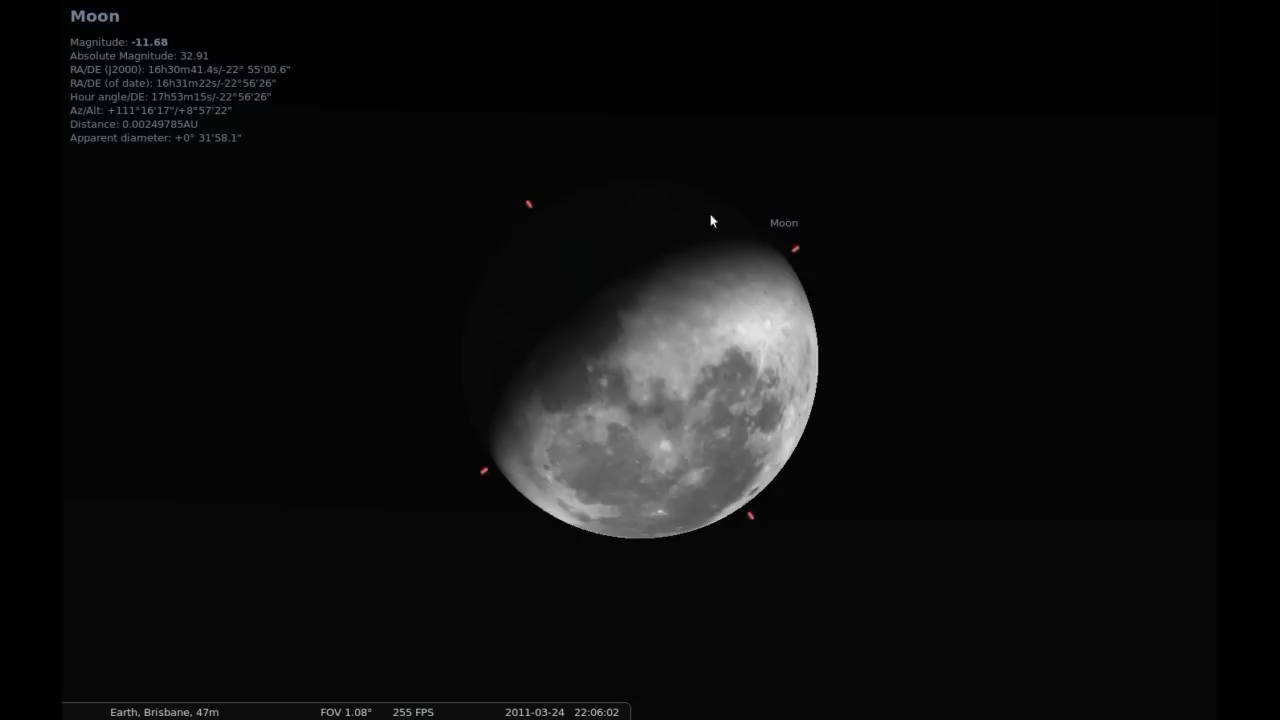 Moon
Magnitude: -11.68
Absolute Magnitude: 32.91
RA/DE (J2000): 16h30m41.4s/-22° 55'00.6"
RA/DE (of date): 16h31m22s/-22°56'26"
Hour angle/DE: 17h53m15s/-22°56'26"
Az/Alt: +111°16'17"/+8°57'22"
Distance: 0.00249785AU
Apparent diameter: +0° 31'58.1"
Moon
Earth, Brisbane, 47m FOV 1.08° 255 FPS 2011-03-24 22:06:02